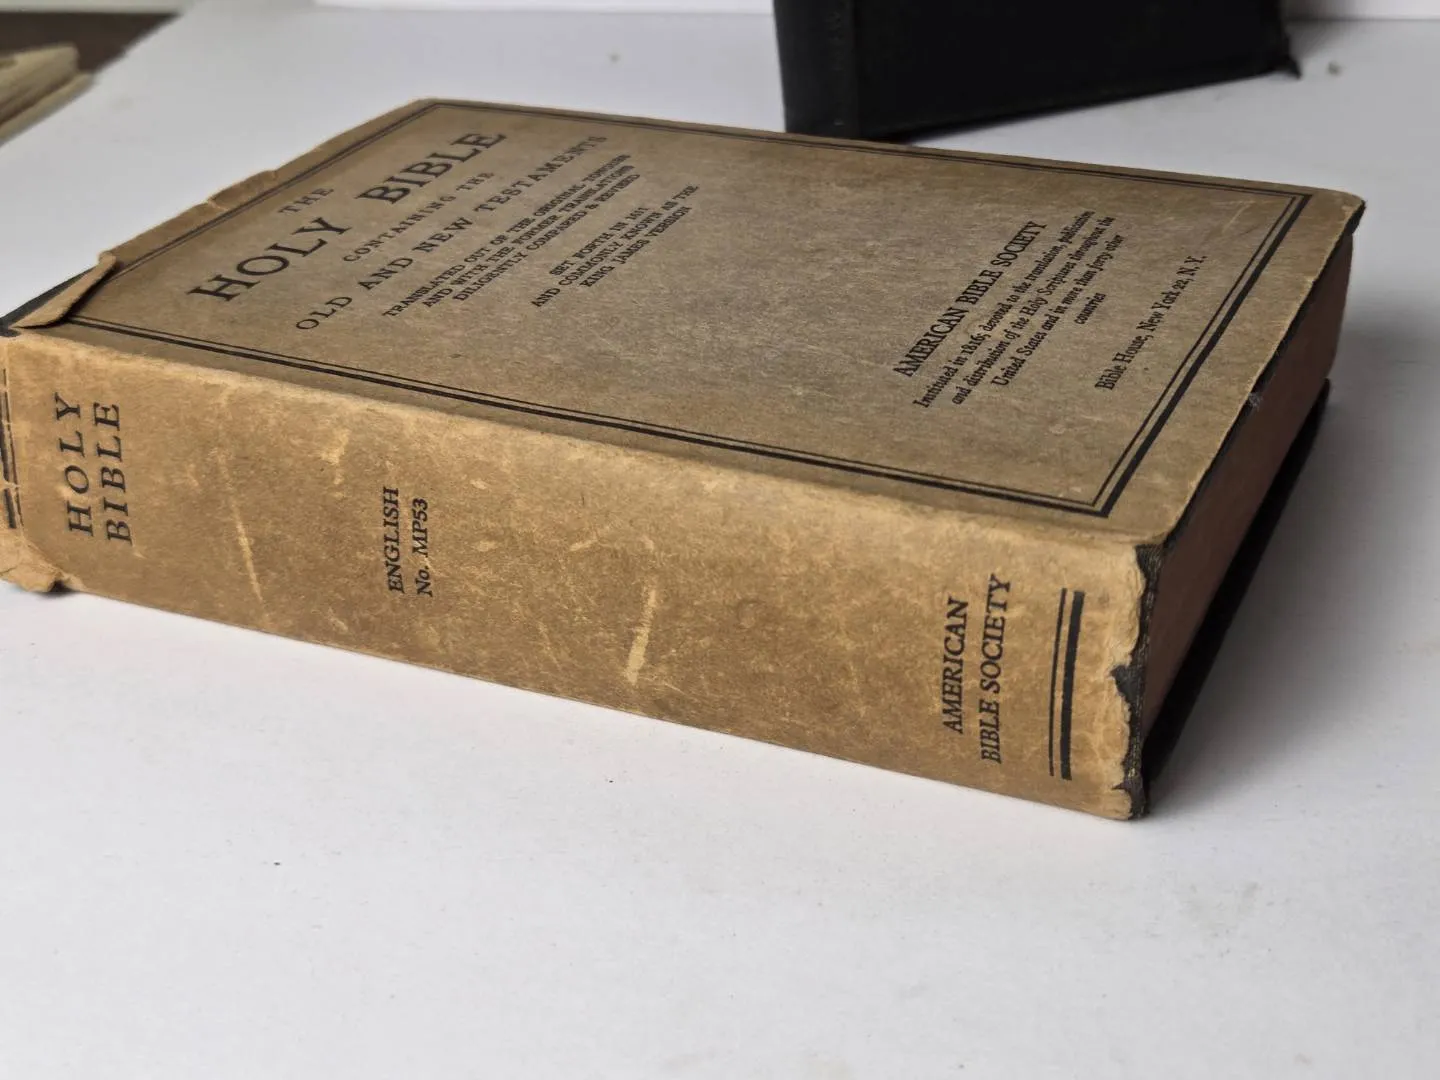 THE
HOLY BIBLE
CONTAINING THE
OLD AND NEW TESTAMENTS
TRANSLATED OUT OF THE ORIGINAL TONGUES
AND WITH THE FORMER TRANSLATIONS
DILIGENTLY COMPARED & REVISED
SET FORTH IN 1611
AND COMMONLY KNOWN AS THE
KING JAMES VERSION
AMERICAN BIBLE SOCIETY
Instituted in 1816, devoted to the translation, publication
and distribution of the Holy Scriptures throughout the
United States and in more than forty other
countries
Bible House, New York 22, N.Y.
HOLY
BIBLE
ENGLISH
No. MP53
AMERICAN
BIBLE SOCIETY